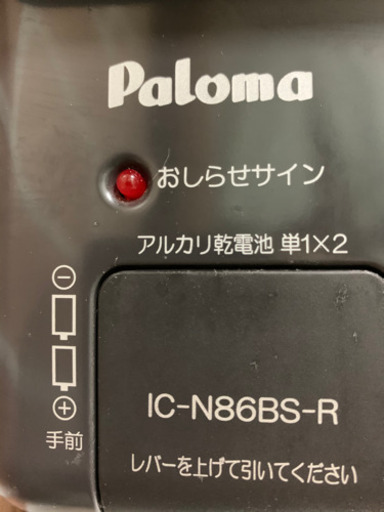 Paloma
おしらせサイン
アルカリ乾電池 単1×2
⊖
⊕
手前
IC-N86BS-R
レバーを上げて引いてください